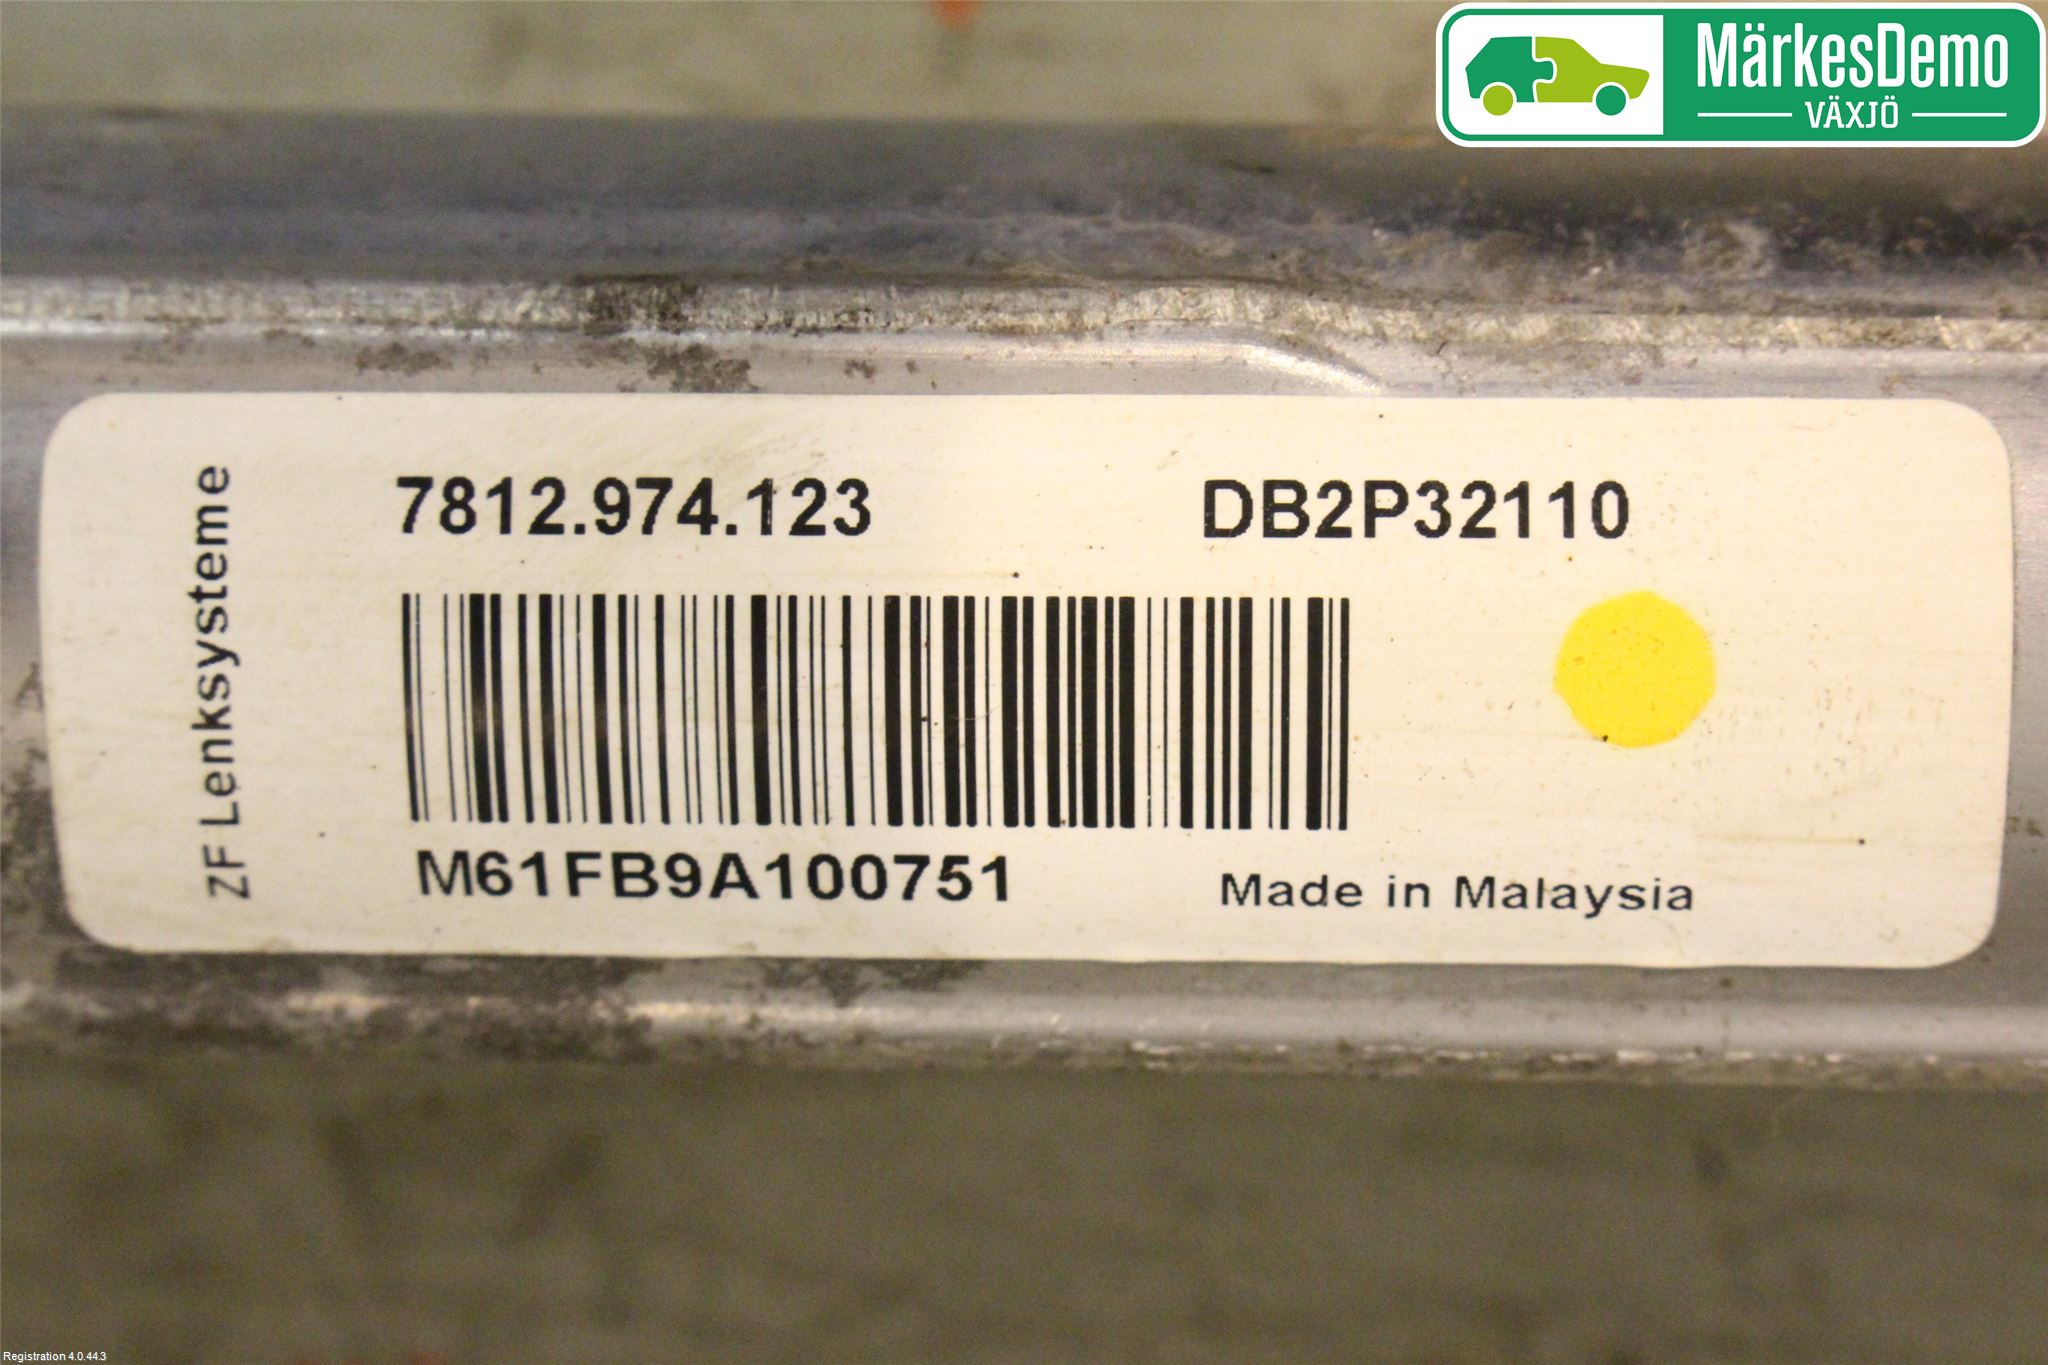 MärkesDemo
VÄXJÖ
7812.974.123
DB2P32110
ZF Lenksysteme
M61FB9A100751
Made in Malaysia
Registration 4.0.44.3